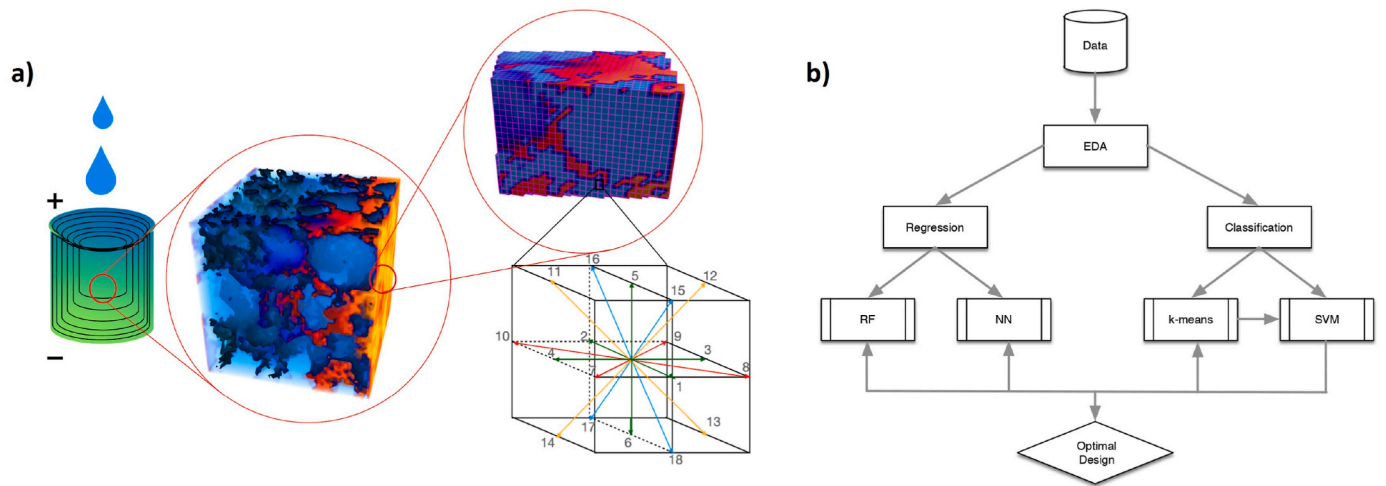 a)
+
−
16
12
11
5
15
10
2
9
4
3
7
8
1
17
13
14
6
18
b)
Data
EDA
Regression
Classification
RF
NN
k-means
SVM
Optimal
Design